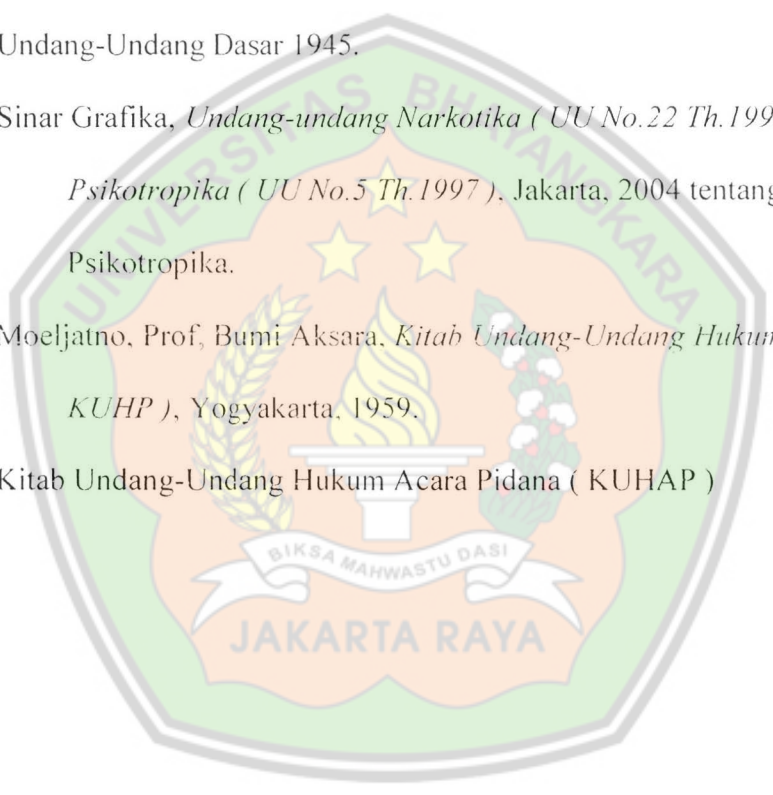 Undang-Undang Dasar 1945.
Sinar Grafika, Undang-undang Narkotika ( UU No.22 Th.199
Psikotropika ( UU No.5 Th.1997 ), Jakarta, 2004 tentang
Psikotropika.
Moeljatno, Prof, Bumi Aksara, Kitab Undang-Undang Hukum
KUHP ), Yogyakarta, 1959.
Kitab Undang-Undang Hukum Acara Pidana ( KUHAP )
UNIVERSITAS BHAYANGKARA
BIKSA MAHWASTU DASI
JAKARTA RAYA